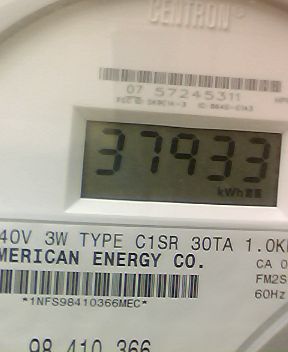 CENTRON®
07 57245311
37933
kWh
40V 3W TYPE C1SR 30TA 1.0K
MERICAN ENERGY CO.
CA 0
FM2S
60Hz
*1NFS98410366MEC*
98 410 366